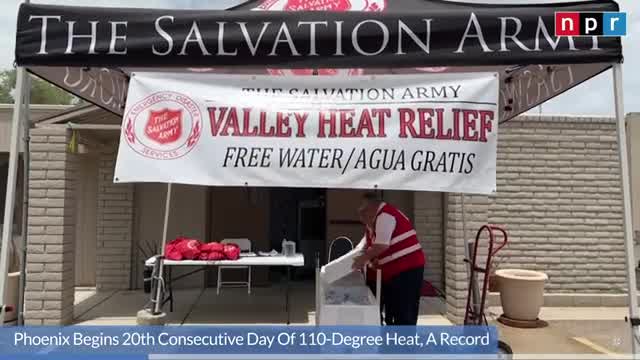 npr
THE SALVATION ARMY
THE SALVATION ARMY
EMERGENCY DISASTER
THE
SALVATION
ARMY
SERVICES
VALLEY HEAT RELIEF
FREE WATER/AGUA GRATIS
Phoenix Begins 20th Consecutive Day Of 110-Degree Heat, A Record